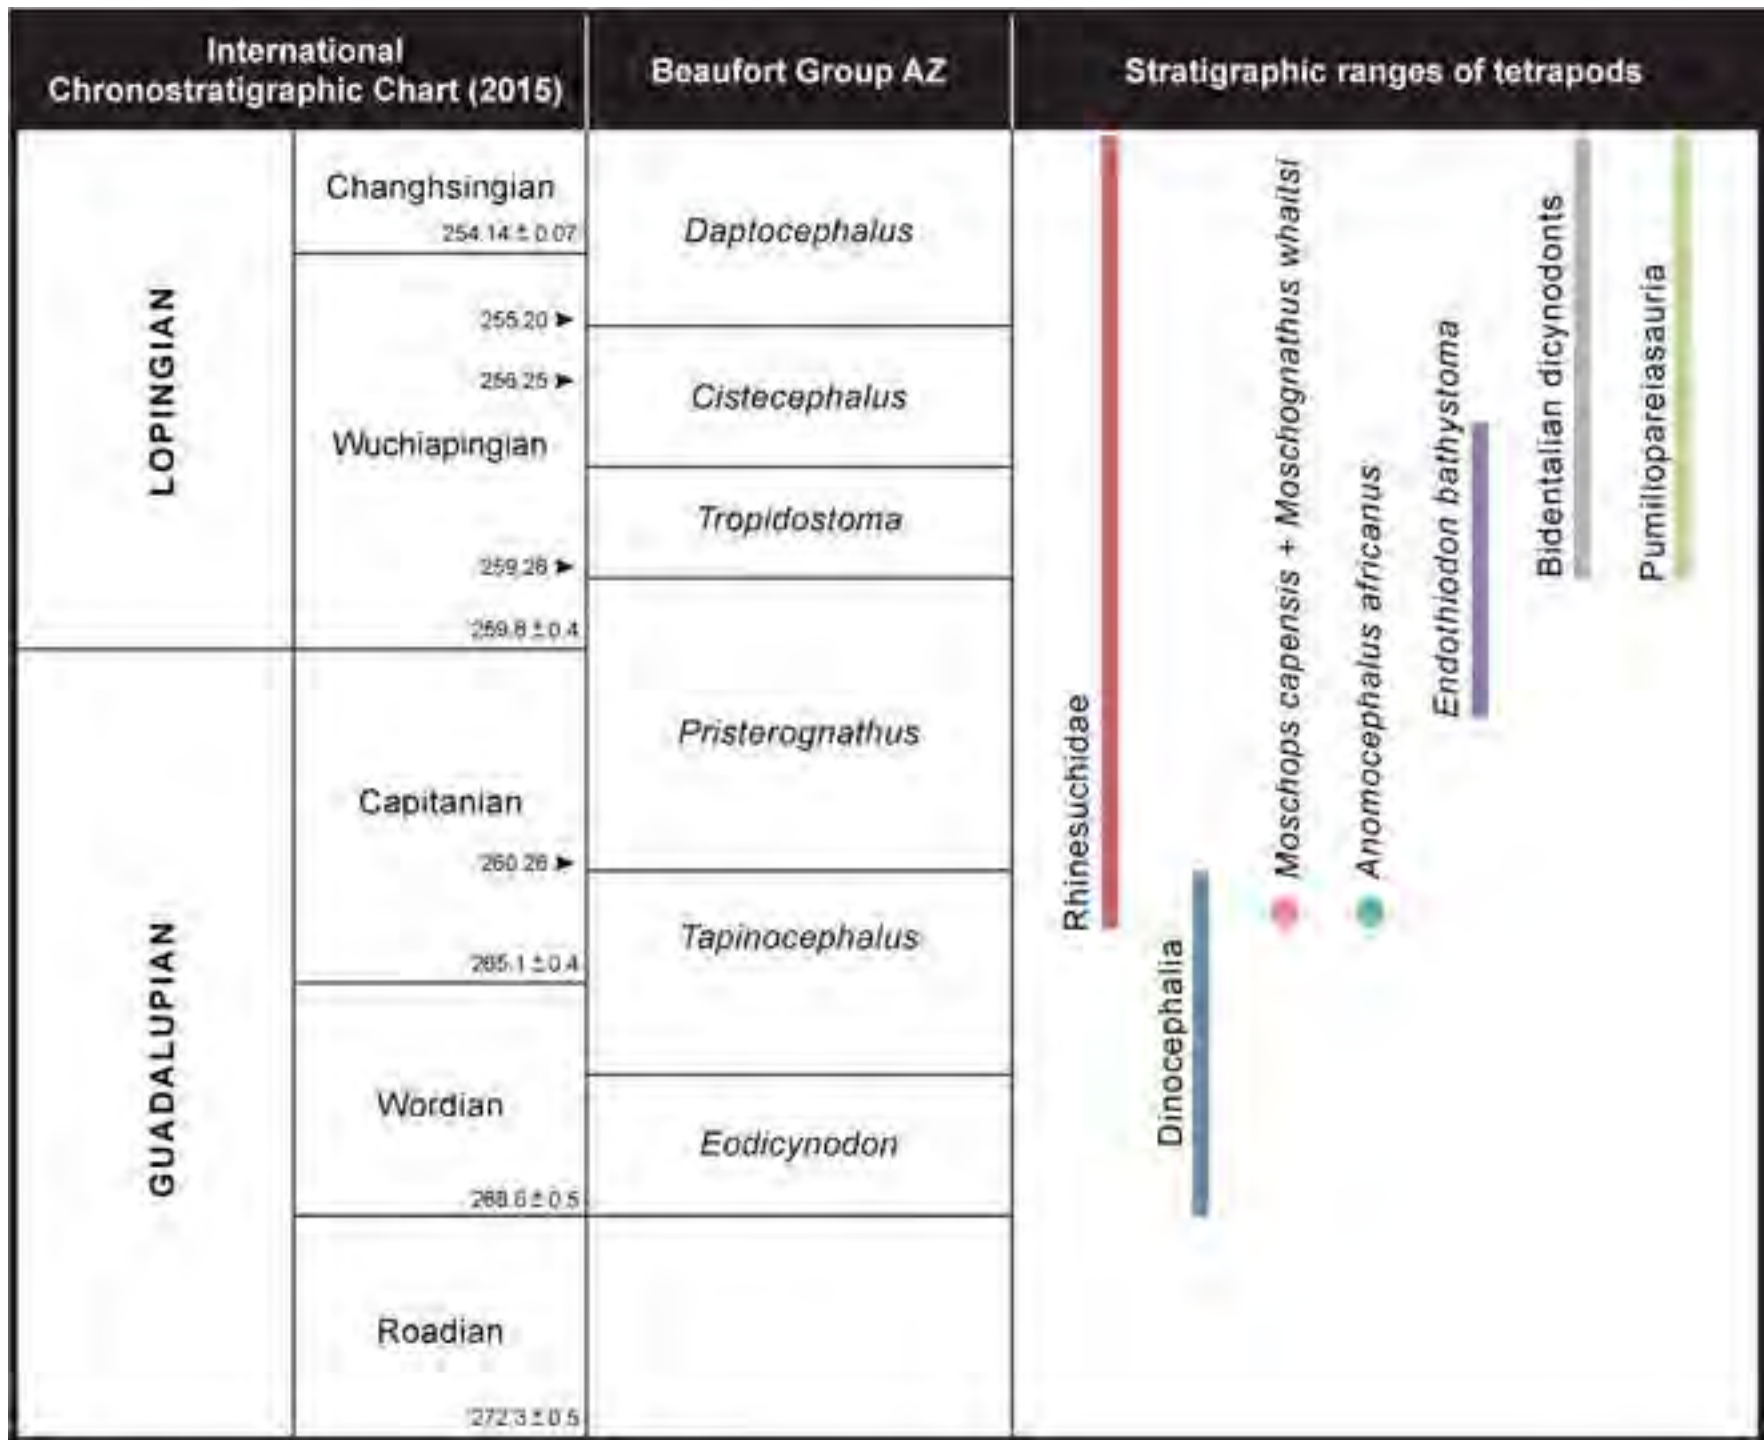 International
Chronostratigraphic Chart (2015)
Beaufort Group AZ
Stratigraphic ranges of tetrapods
LOPINGIAN
GUADALUPIAN
Changhsingian
254.14 ± 0.07
255.20
256.25
Wuchiapingian
259.26
259.8 ± 0.4
Capitanian
260.26
265.1 ± 0.4
Wordian
268.8 ± 0.5
Roadian
272.3 ± 0.5
Daptocephalus
Cistecephalus
Tropidostoma
Pristerognathus
Tapinocephalus
Eodicynodon
Rhinesuchidae
Dinocephalia
Moschops capensis + Moschognathus whaitsi
Anomocephalus africanus
Endothiodon bathystoma
Bidentalian dicynodonts
Pumiliopareiasauria